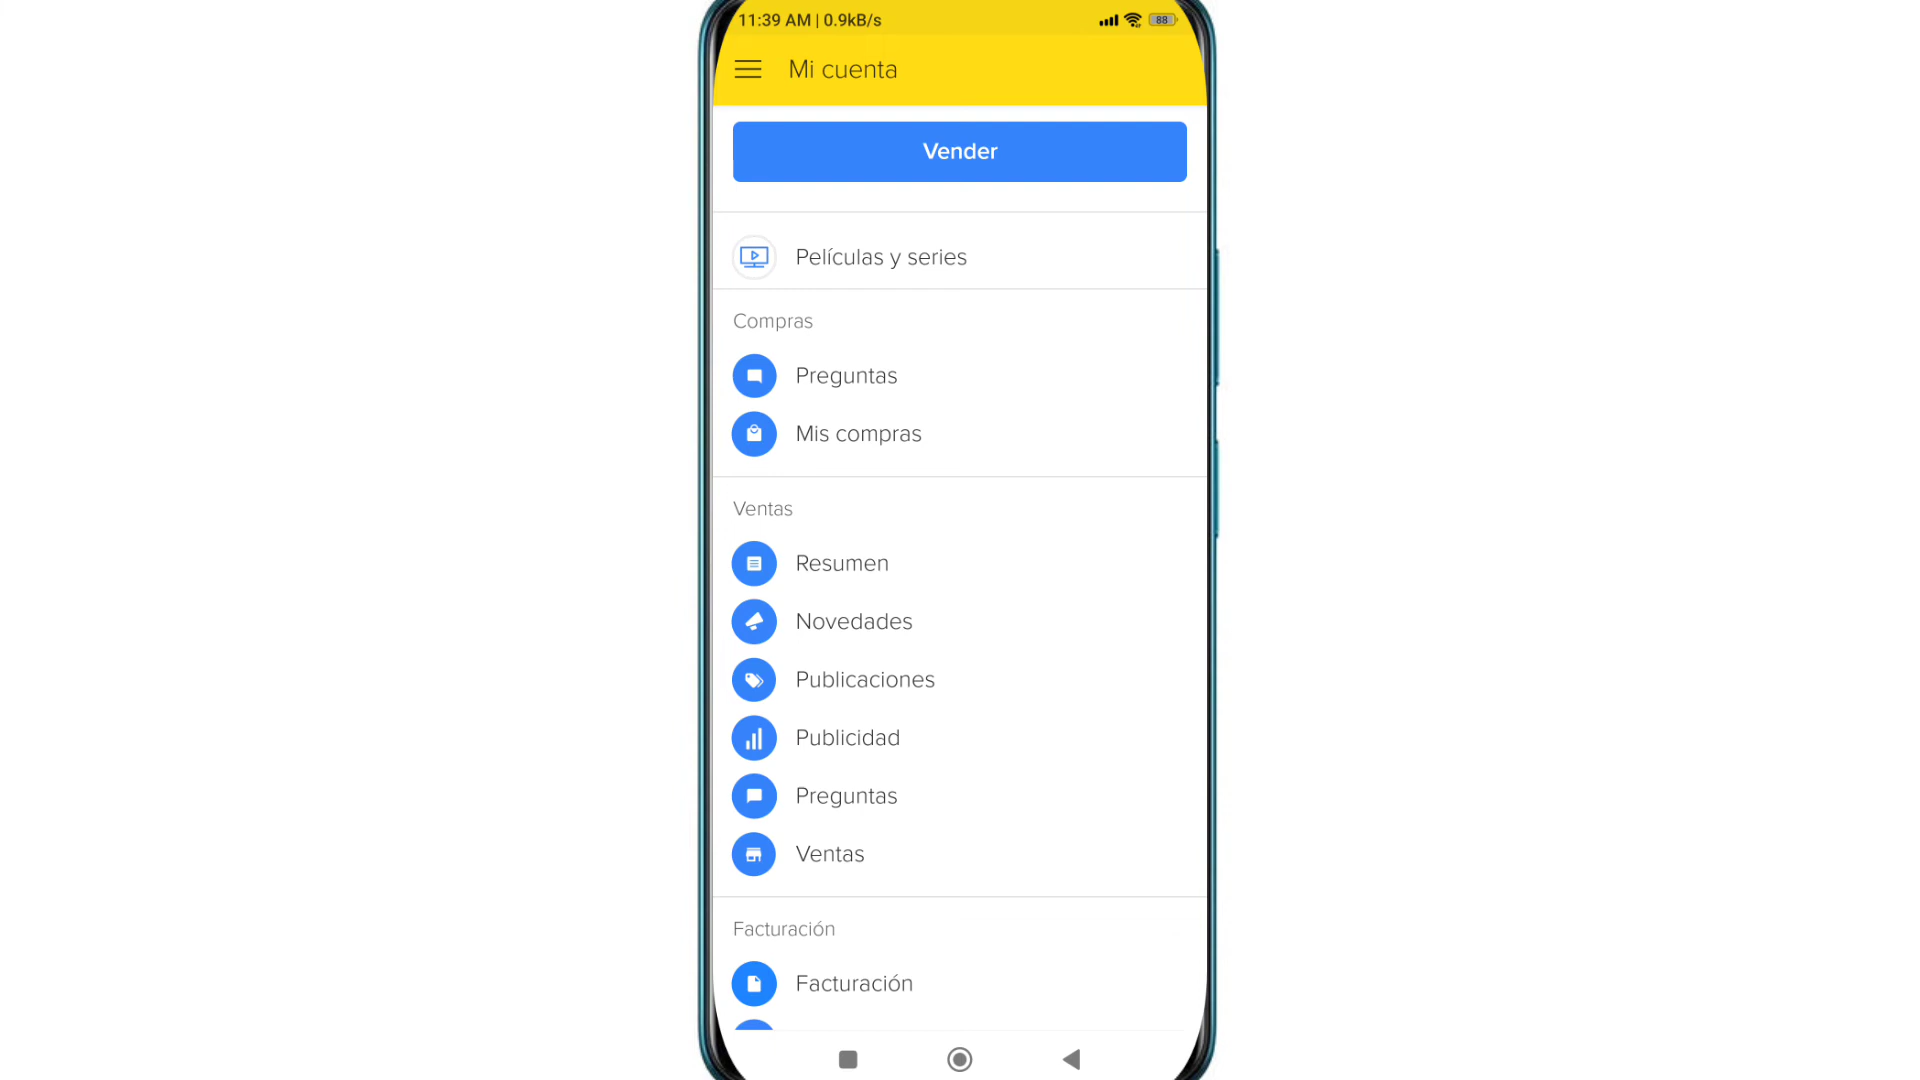 11:39 AM | 0.9kB/s
88
Mi cuenta
Vender
Películas y series
Compras
Preguntas
Mis compras
Ventas
Resumen
Novedades
Publicaciones
Publicidad
Preguntas
Ventas
Facturación
Facturación